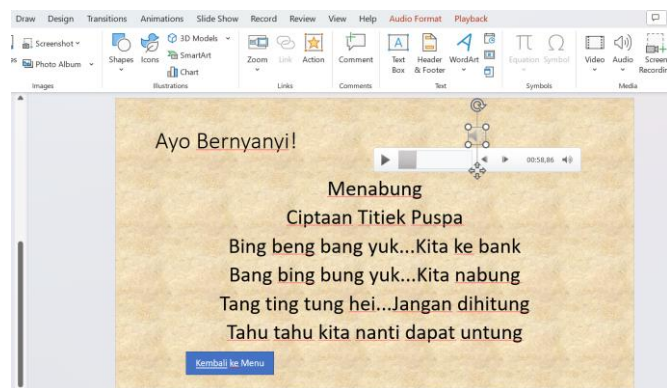 Draw Design Transitions Animations Slide Show Record Review View Help Audio Format Playback
Screenshot
Photo Album
Images
Shapes
Icons
3D Models
SmartArt
Chart
Illustrations
Zoom
Link
Action
Links
Comment
Comments
Text Box
Header & Footer
WordArt
Text
Equation
Symbol
Symbols
Video
Audio
Screen
Recordin
Media
Ayo Bernyanyi!
00:58,86
Menabung
Ciptaan Titiek Puspa
Bing beng bang yuk...Kita ke bank
Bang bing bung yuk...Kita nabung
Tang ting tung hei...Jangan dihitung
Tahu tahu kita nanti dapat untung
Kembali ke Menu